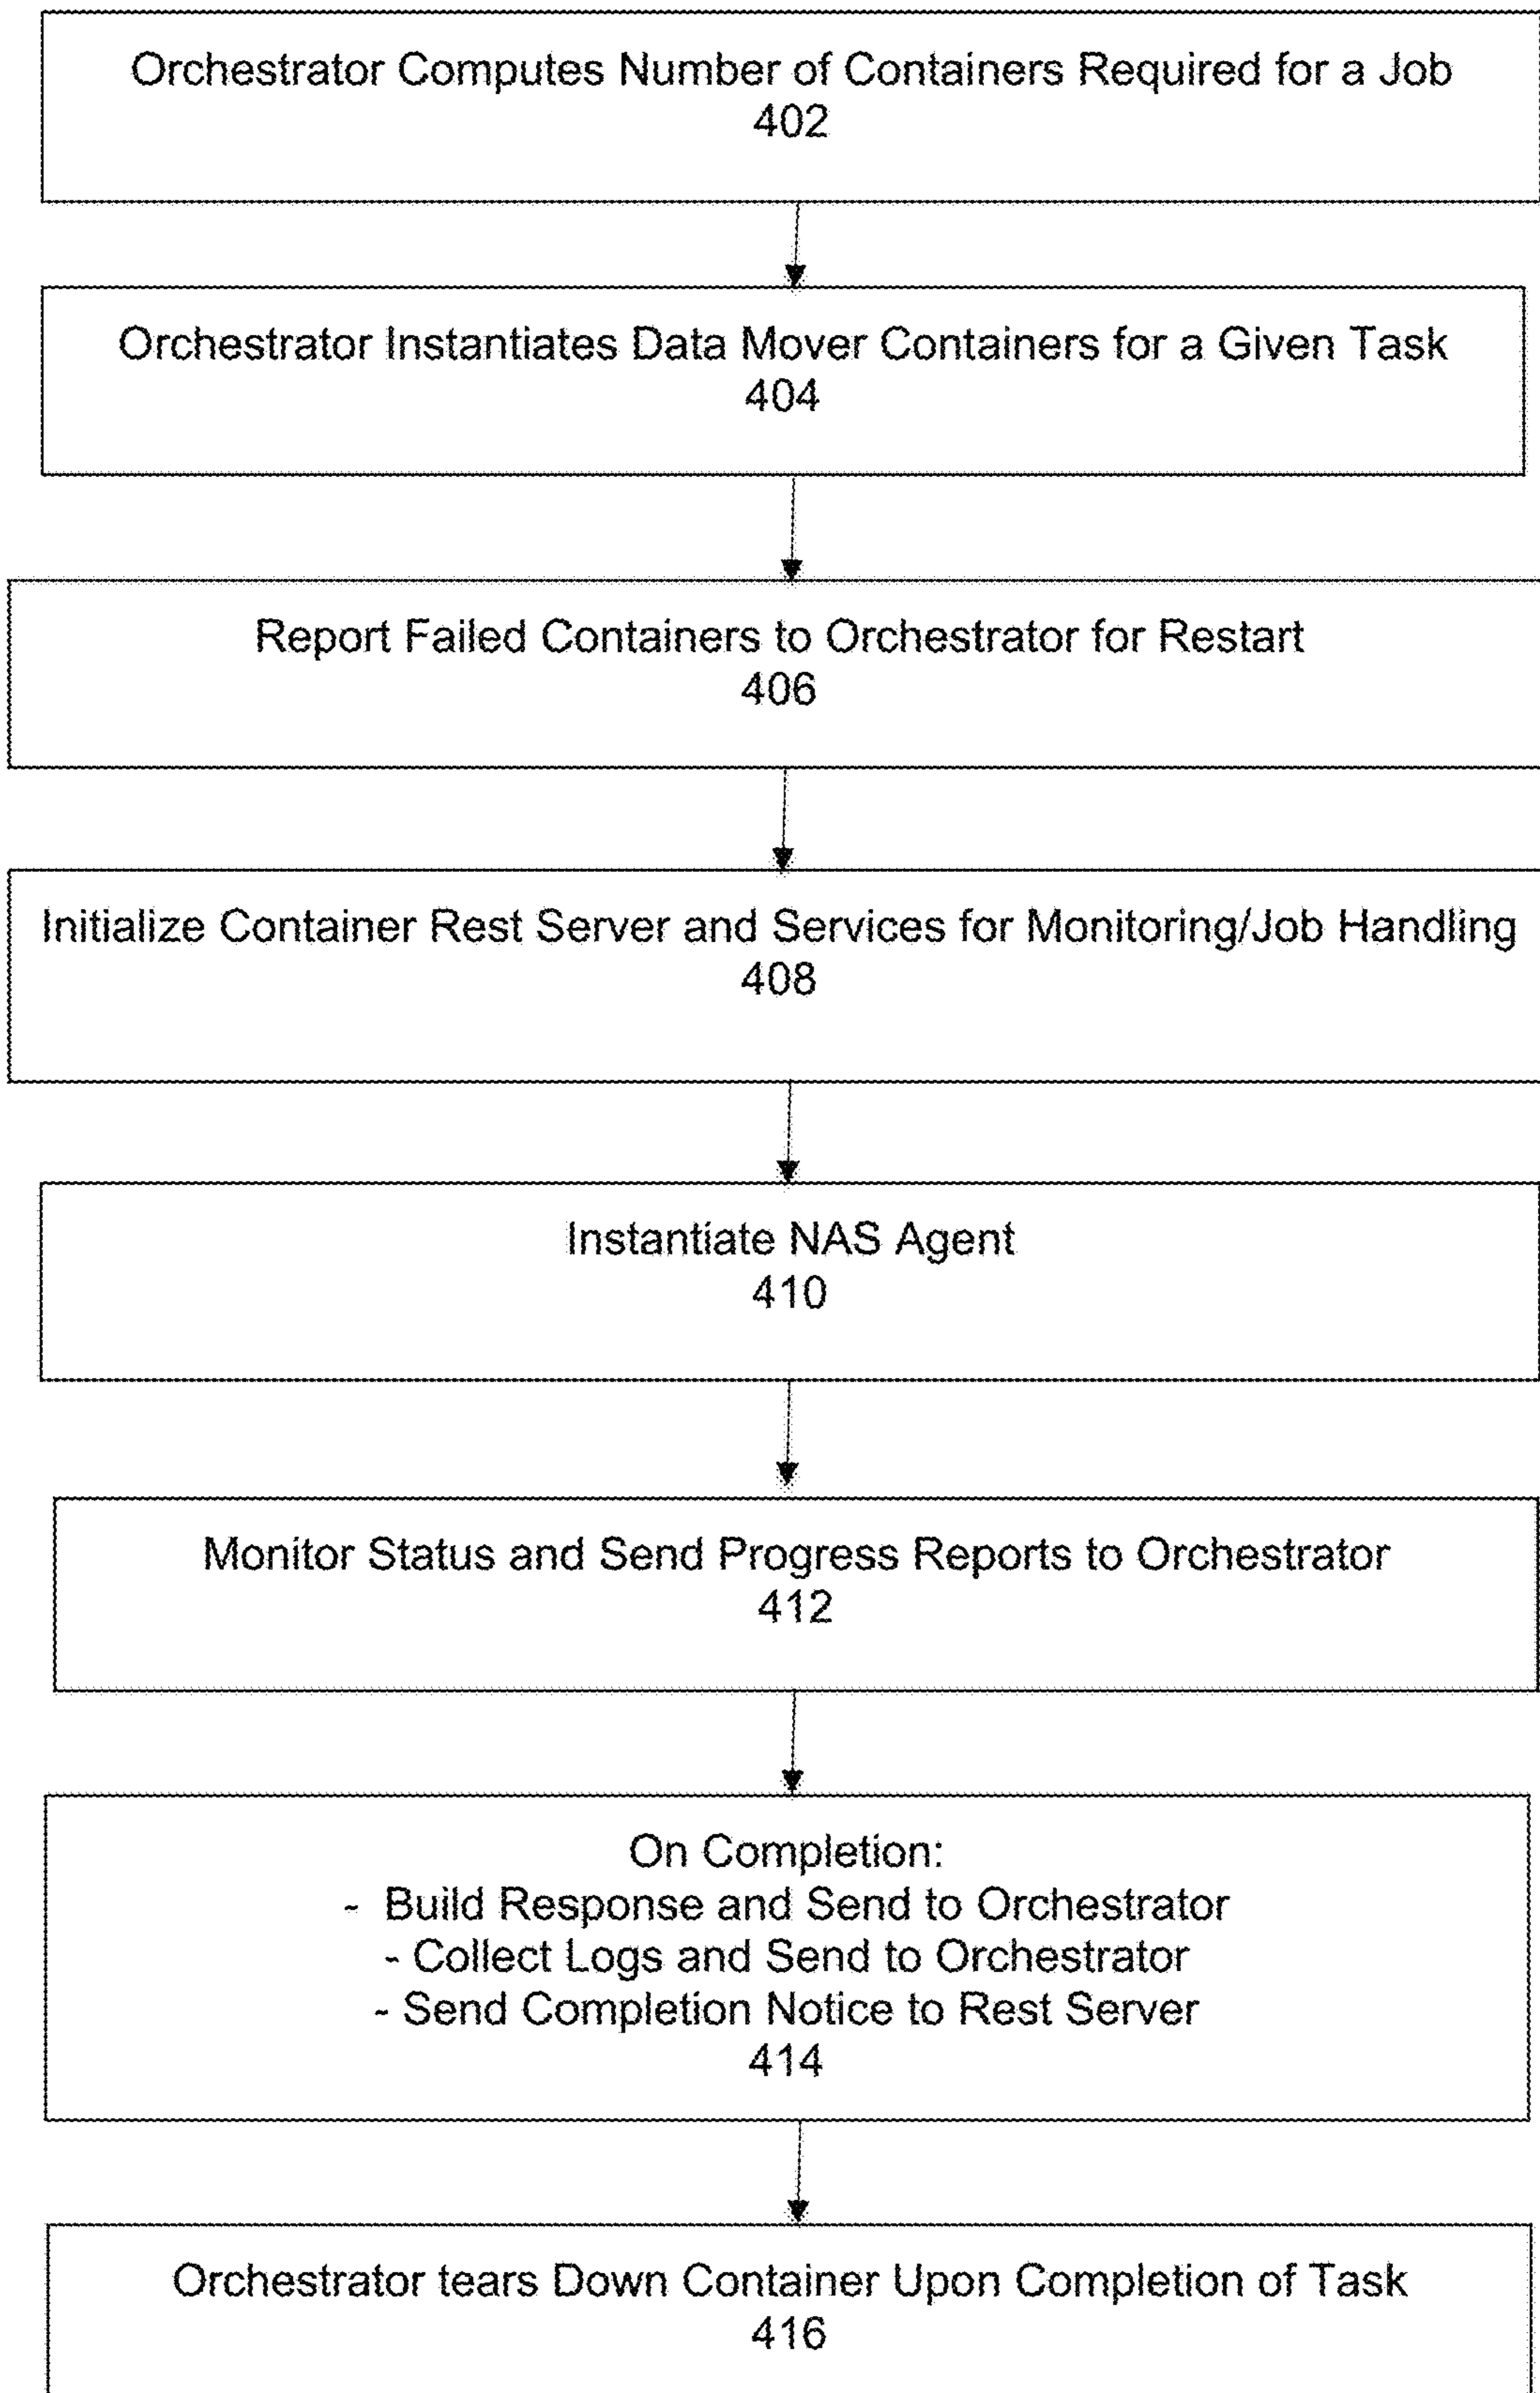 Orchestrator Computes Number of Containers Required for a Job
402
Orchestrator Instantiates Data Mover Containers for a Given Task
404
Report Failed Containers to Orchestrator for Restart
406
Initialize Container Rest Server and Services for Monitoring/Job Handling
408
Instantiate NAS Agent
410
Monitor Status and Send Progress Reports to Orchestrator
412
On Completion:
- Build Response and Send to Orchestrator
- Collect Logs and Send to Orchestrator
- Send Completion Notice to Rest Server
414
Orchestrator tears Down Container Upon Completion of Task
416